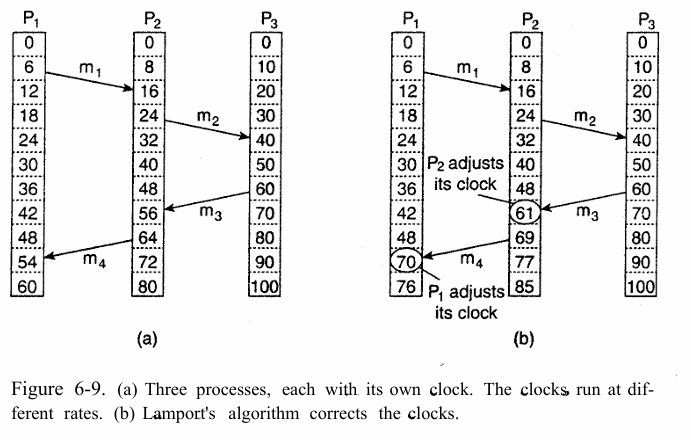 P1 P2 P3
0 0 0
6 8 10
m1
12 16 20
18 24 30
m2
24 32 40
30 40 50
36 48 60
42 56 70
m3
48 64 80
54 72 90
m4
60 80 100
(a)
P1 P2 P3
0 0 0
6 8 10
m1
12 16 20
18 24 30
m2
24 32 40
30 40 50
P2 adjusts
its clock
36 48 60
42 61 70
m3
48 69 80
70 77 90
m4
76 85 100
P1 adjusts
its clock
(b)
Figure 6-9. (a) Three processes, each with its own clock. The clocks run at dif-
ferent rates. (b) Lamport's algorithm corrects the clocks.